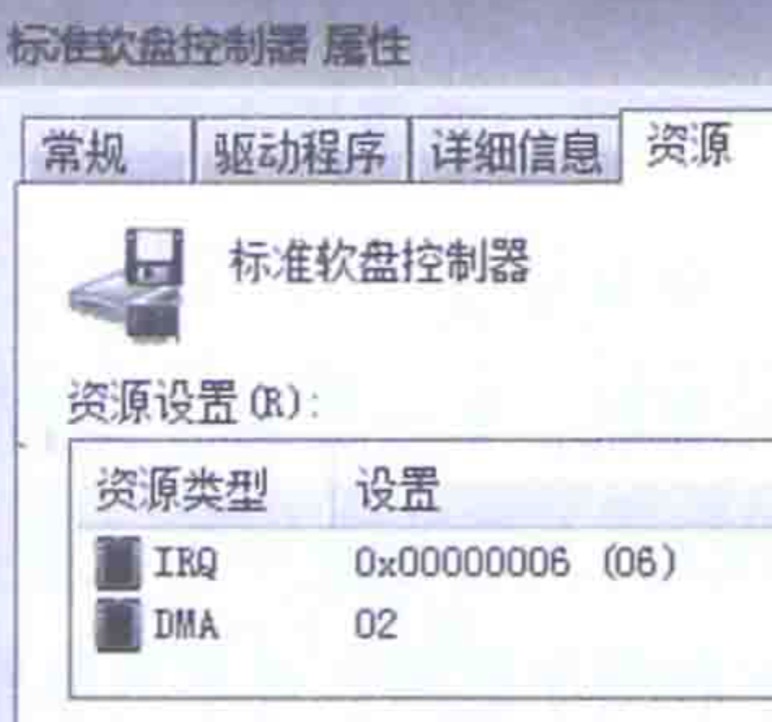 标准软盘控制器 属性
常规 驱动程序 详细信息 资源
标准软盘控制器
资源设置(R):
资源类型 设置
IRQ 0x00000006 (06)
DMA 02